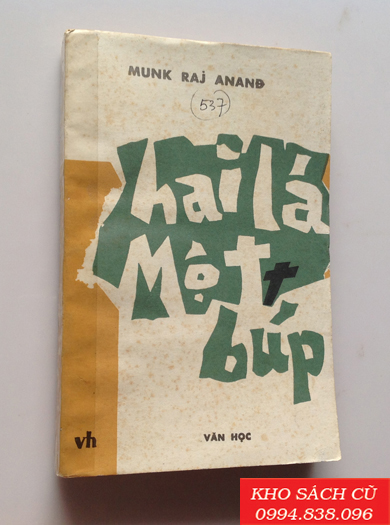 MUNK RAJ ANANĐ
537
hai lá
Một
búp
vh
VĂN HỌC
KHO SÁCH CŨ
0994.838.096